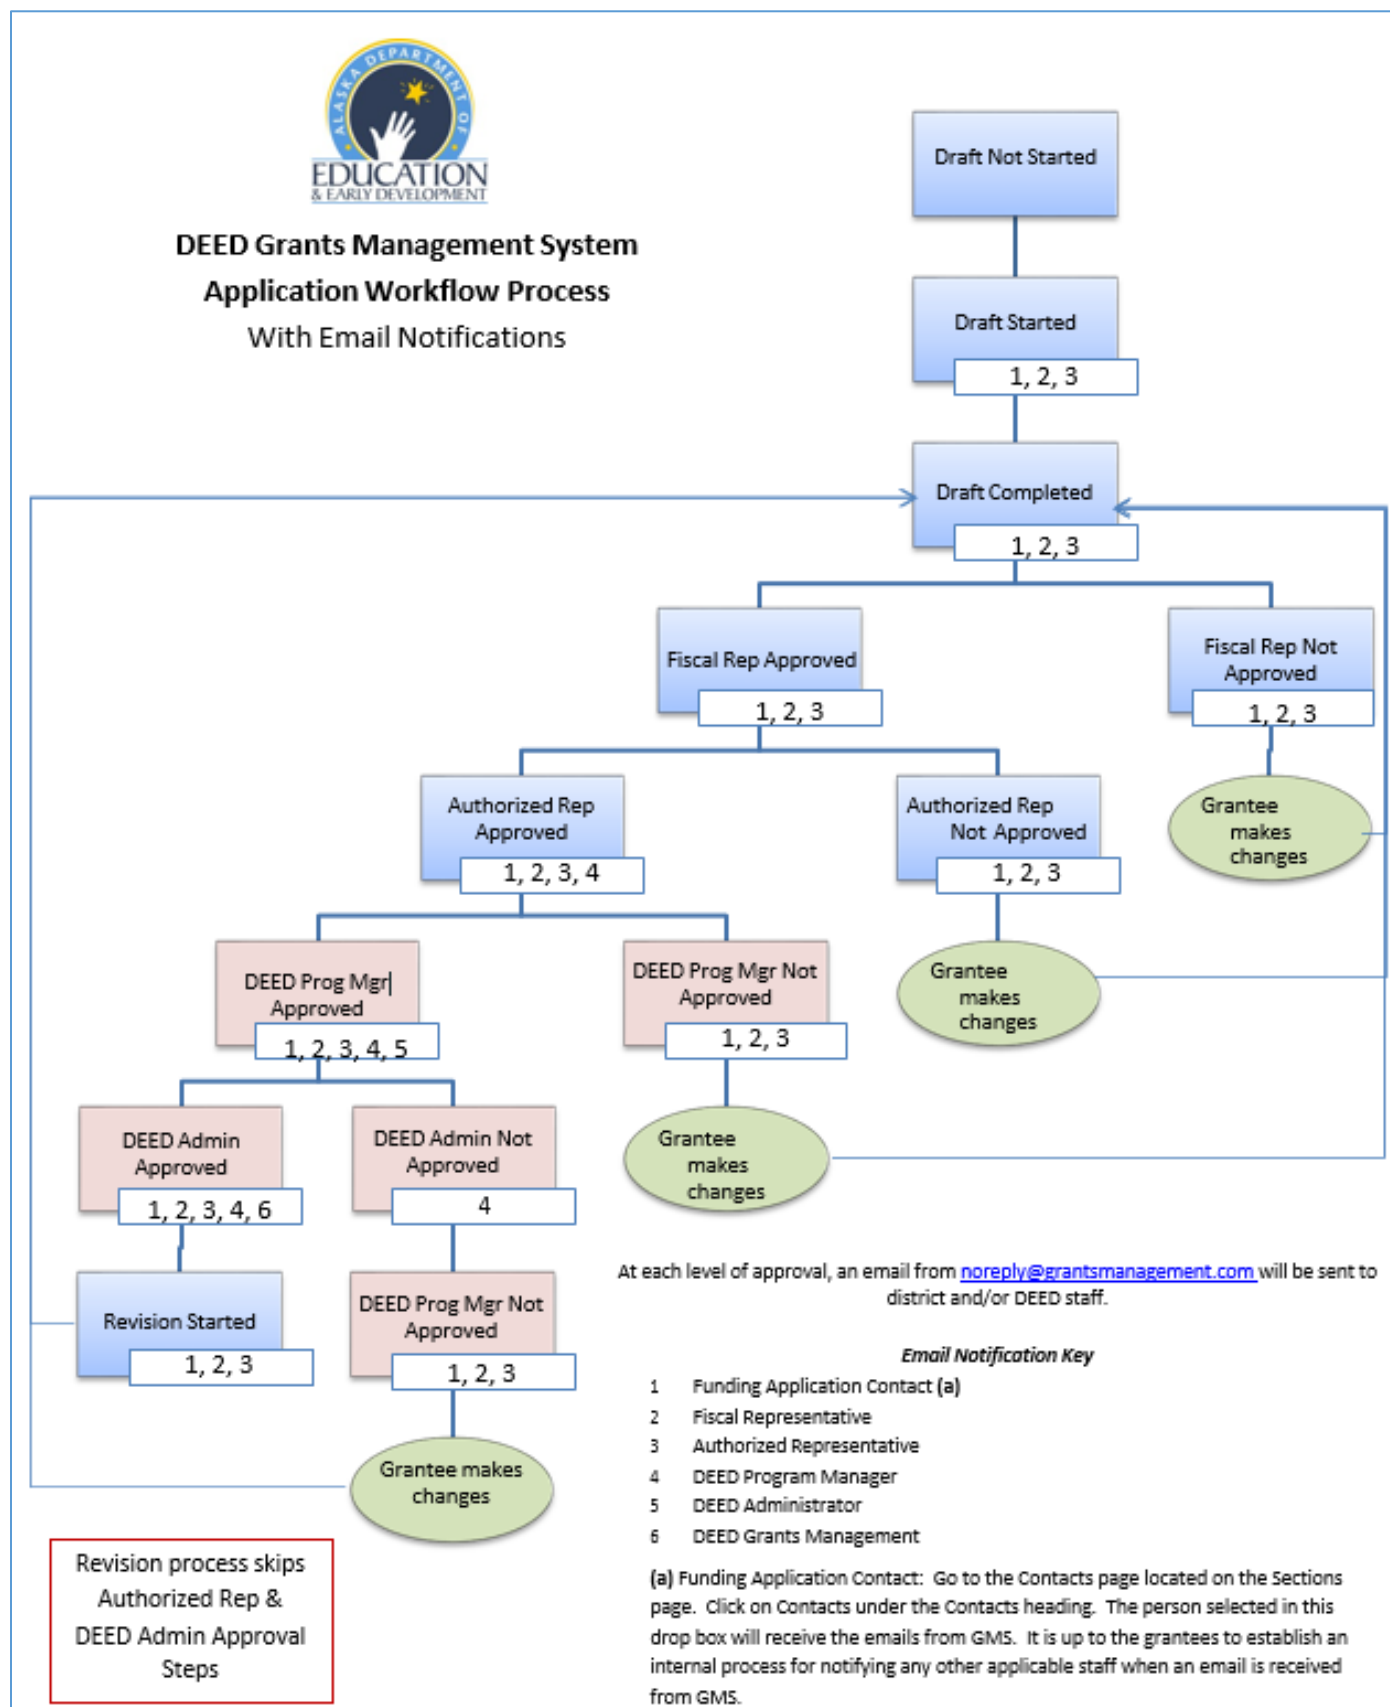 ALASKA DEPARTMENT OF
EDUCATION
& EARLY DEVELOPMENT
DEED Grants Management System
Application Workflow Process
With Email Notifications
Draft Not Started
Draft Started
1, 2, 3
Draft Completed
1, 2, 3
Fiscal Rep Approved
1, 2, 3
Fiscal Rep Not
Approved
1, 2, 3
Authorized Rep
Approved
1, 2, 3, 4
Authorized Rep
Not Approved
1, 2, 3
Grantee
makes
changes
DEED Prog Mgr
Approved
1, 2, 3, 4, 5
DEED Prog Mgr Not
Approved
1, 2, 3
Grantee
makes
changes
DEED Admin
Approved
1, 2, 3, 4, 6
DEED Admin Not
Approved
4
Grantee
makes
changes
Revision Started
1, 2, 3
DEED Prog Mgr Not
Approved
1, 2, 3
Grantee makes
changes
Revision process skips
Authorized Rep &
DEED Admin Approval
Steps
At each level of approval, an email from noreply@grantsmanagement.com will be sent to
district and/or DEED staff.
Email Notification Key
1 Funding Application Contact (a)
2 Fiscal Representative
3 Authorized Representative
4 DEED Program Manager
5 DEED Administrator
6 DEED Grants Management
(a) Funding Application Contact: Go to the Contacts page located on the Sections
page. Click on Contacts under the Contacts heading. The person selected in this
drop box will receive the emails from GMS. It is up to the grantees to establish an
internal process for notifying any other applicable staff when an email is received
from GMS.